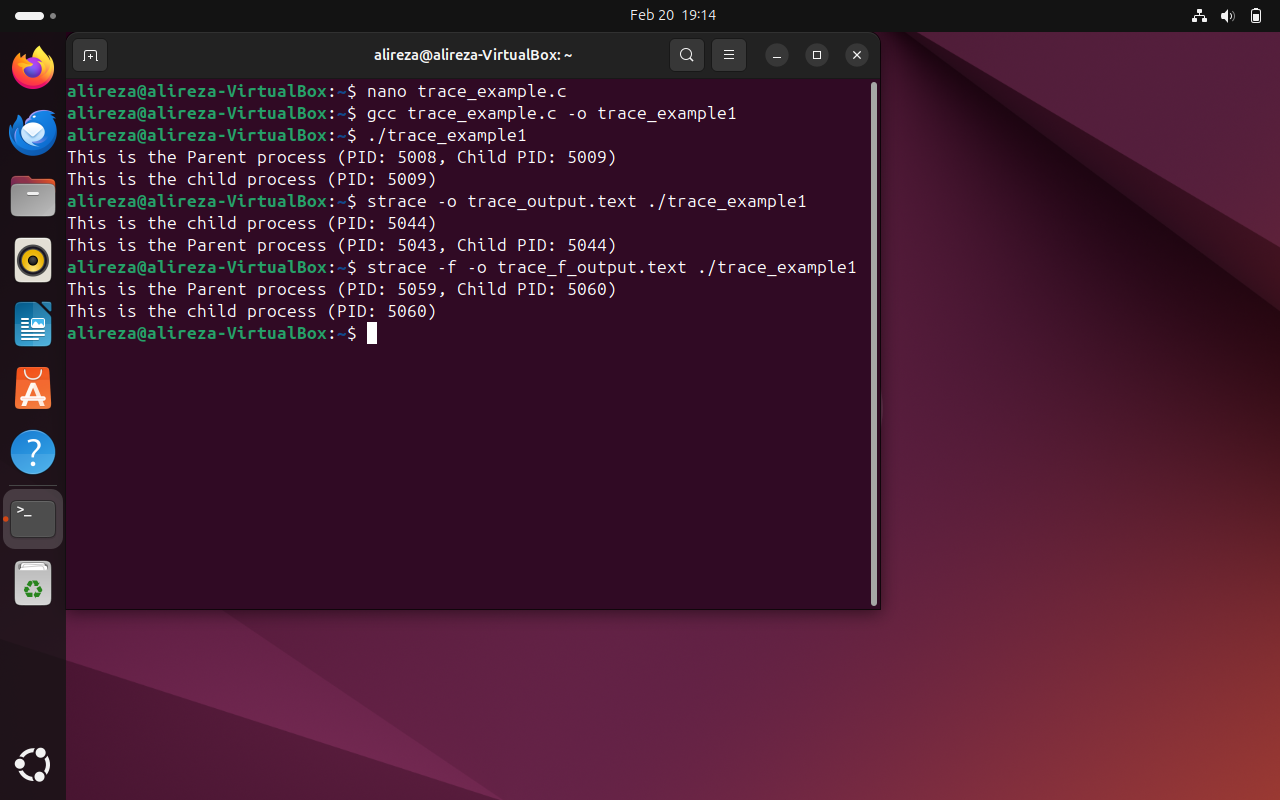 Feb 20 19:14
alireza@alireza-VirtualBox: ~
alireza@alireza-VirtualBox:~$ nano trace_example.c
alireza@alireza-VirtualBox:~$ gcc trace_example.c -o trace_example1
alireza@alireza-VirtualBox:~$ ./trace_example1
This is the Parent process (PID: 5008, Child PID: 5009)
This is the child process (PID: 5009)
alireza@alireza-VirtualBox:~$ strace -o trace_output.text ./trace_example1
This is the child process (PID: 5044)
This is the Parent process (PID: 5043, Child PID: 5044)
alireza@alireza-VirtualBox:~$ strace -f -o trace_f_output.text ./trace_example1
This is the Parent process (PID: 5059, Child PID: 5060)
This is the child process (PID: 5060)
alireza@alireza-VirtualBox:~$